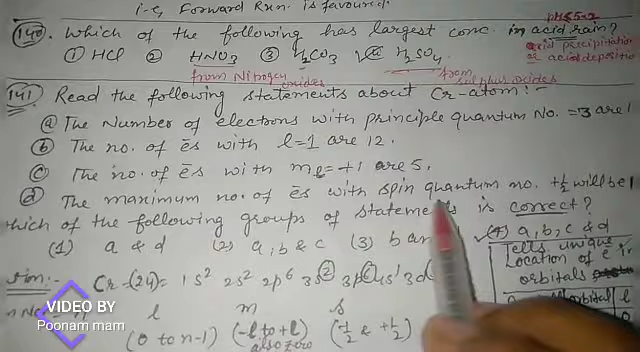 i.e, Forward Rxn. is favoured.
140. Which of the following has largest conc. in acid rain? pH<5.2
① HCl ② HNO3 ③ H2CO3 ④ H2SO4 acid precipitation
from Nitrogen oxides from sulphur oxides or acid deposition
141. Read the following statements about Cr-atom:-
ⓐ The Number of electrons with principle quantum No. =3 are 1
ⓑ The no. of ēs with l=1 are 12.
ⓒ The no. of ēs with ml=+1 are 5.
ⓓ The maximum no. of ēs with spin quantum no. +½ will be 1
which of the following groups of statements is correct?
(1) a & d (2) a, b & c (3) b an (4) a, b, c & d
Tells unique
Location of e in
orbitals
Cr-(24):- 1s2 2s2 2p6 3s2 3p6 4s1 3d
l m s orbital l
(0 to n-1) (-l to +l) (-½ & +½)
also zero
VIDEO BY
Poonam mam